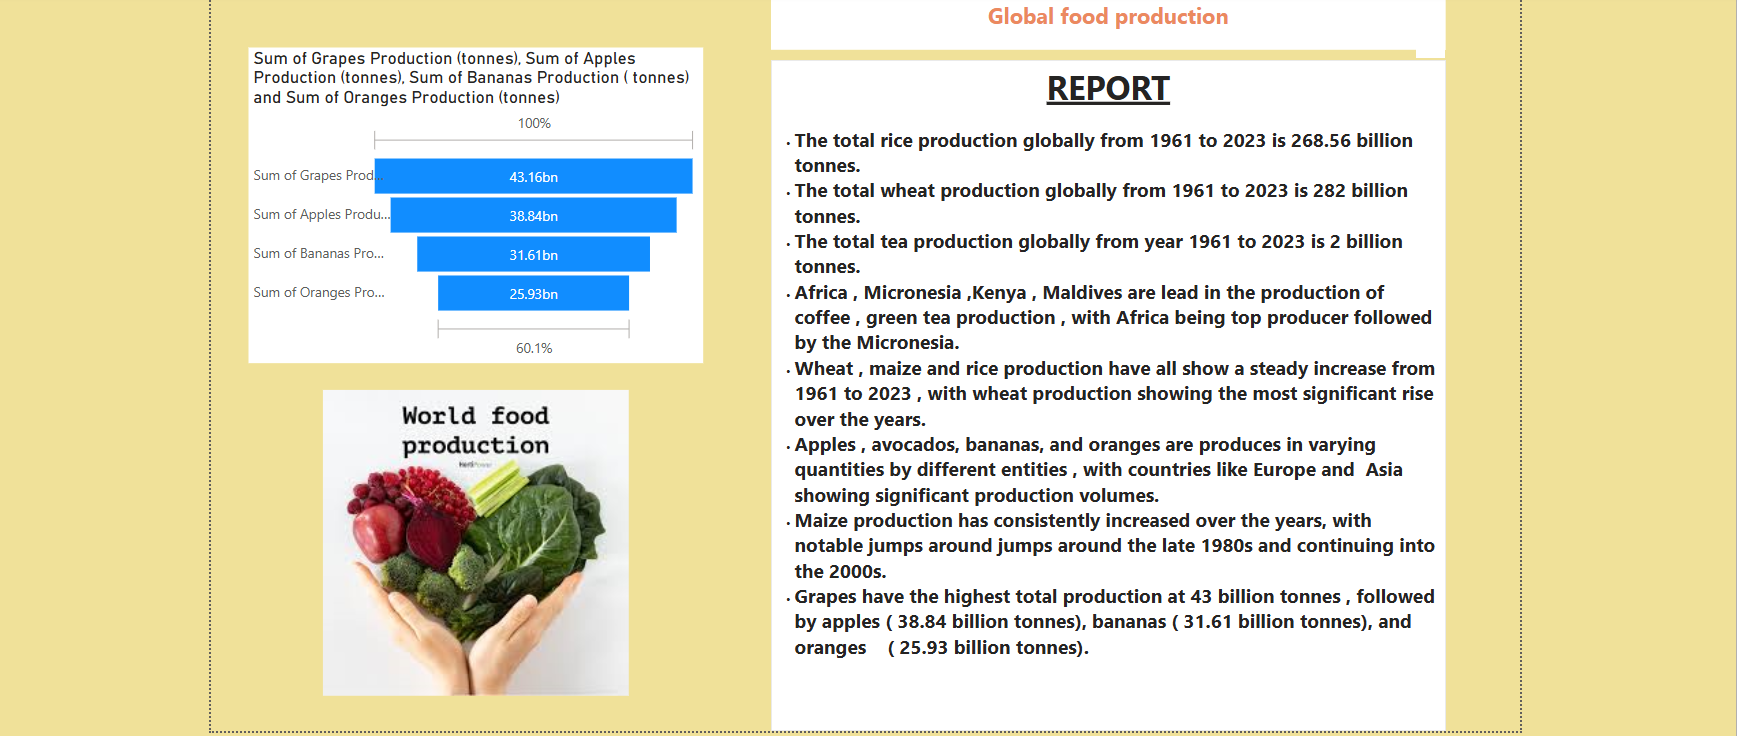 Global food production
Sum of Grapes Production (tonnes), Sum of Apples
Production (tonnes), Sum of Bananas Production ( tonnes)
and Sum of Oranges Production (tonnes)
100%
Sum of Grapes Prod...
43.16bn
Sum of Apples Produ...
38.84bn
Sum of Bananas Pro...
31.61bn
Sum of Oranges Pro...
25.93bn
60.1%
World food
production
REPORT
· The total rice production globally from 1961 to 2023 is 268.56 billion
tonnes.
· The total wheat production globally from 1961 to 2023 is 282 billion
tonnes.
· The total tea production globally from year 1961 to 2023 is 2 billion
tonnes.
· Africa , Micronesia ,Kenya , Maldives are lead in the production of
coffee , green tea production , with Africa being top producer followed
by the Micronesia.
· Wheat , maize and rice production have all show a steady increase from
1961 to 2023 , with wheat production showing the most significant rise
over the years.
· Apples , avocados, bananas, and oranges are produces in varying
quantities by different entities , with countries like Europe and  Asia
showing significant production volumes.
· Maize production has consistently increased over the years, with
notable jumps around jumps around the late 1980s and continuing into
the 2000s.
· Grapes have the highest total production at 43 billion tonnes , followed
by apples ( 38.84 billion tonnes), bananas ( 31.61 billion tonnes), and
oranges    ( 25.93 billion tonnes).